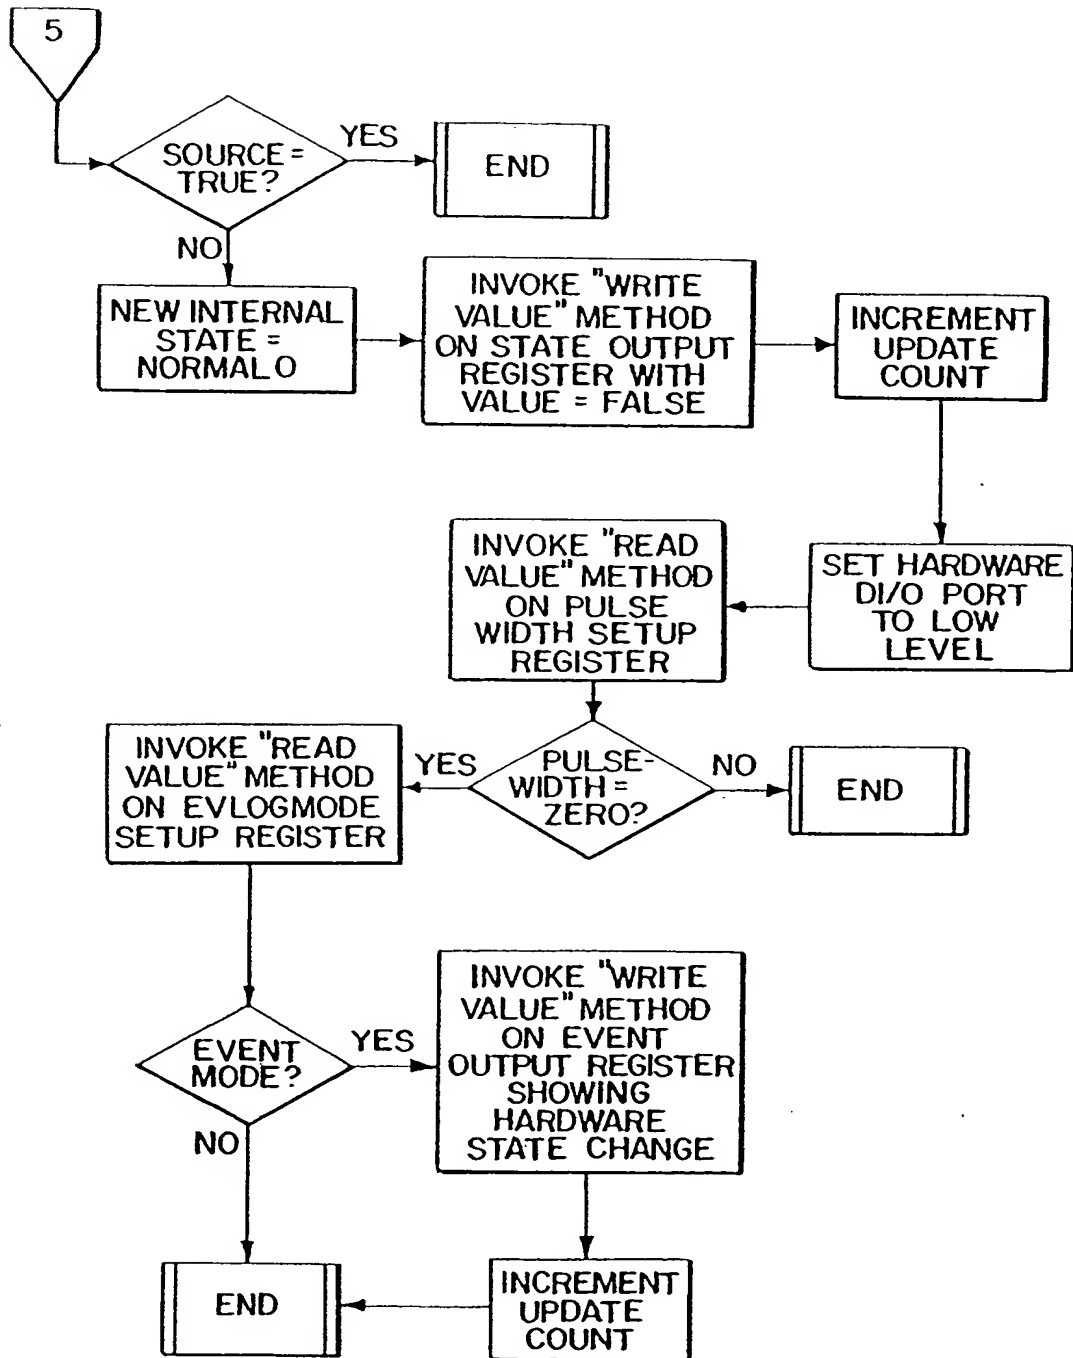 5
SOURCE =
TRUE?
YES
END
NO
NEW INTERNAL
STATE =
NORMAL 0
INVOKE "WRITE
VALUE" METHOD
ON STATE OUTPUT
REGISTER WITH
VALUE = FALSE
INCREMENT
UPDATE
COUNT
SET HARDWARE
DI/O PORT
TO LOW
LEVEL
INVOKE "READ
VALUE" METHOD
ON PULSE
WIDTH SETUP
REGISTER
PULSE-
WIDTH =
ZERO?
NO
END
YES
INVOKE "READ
VALUE" METHOD
ON EVLOGMODE
SETUP REGISTER
EVENT
MODE?
YES
INVOKE "WRITE
VALUE" METHOD
ON EVENT
OUTPUT REGISTER
SHOWING
HARDWARE
STATE CHANGE
NO
END
INCREMENT
UPDATE
COUNT